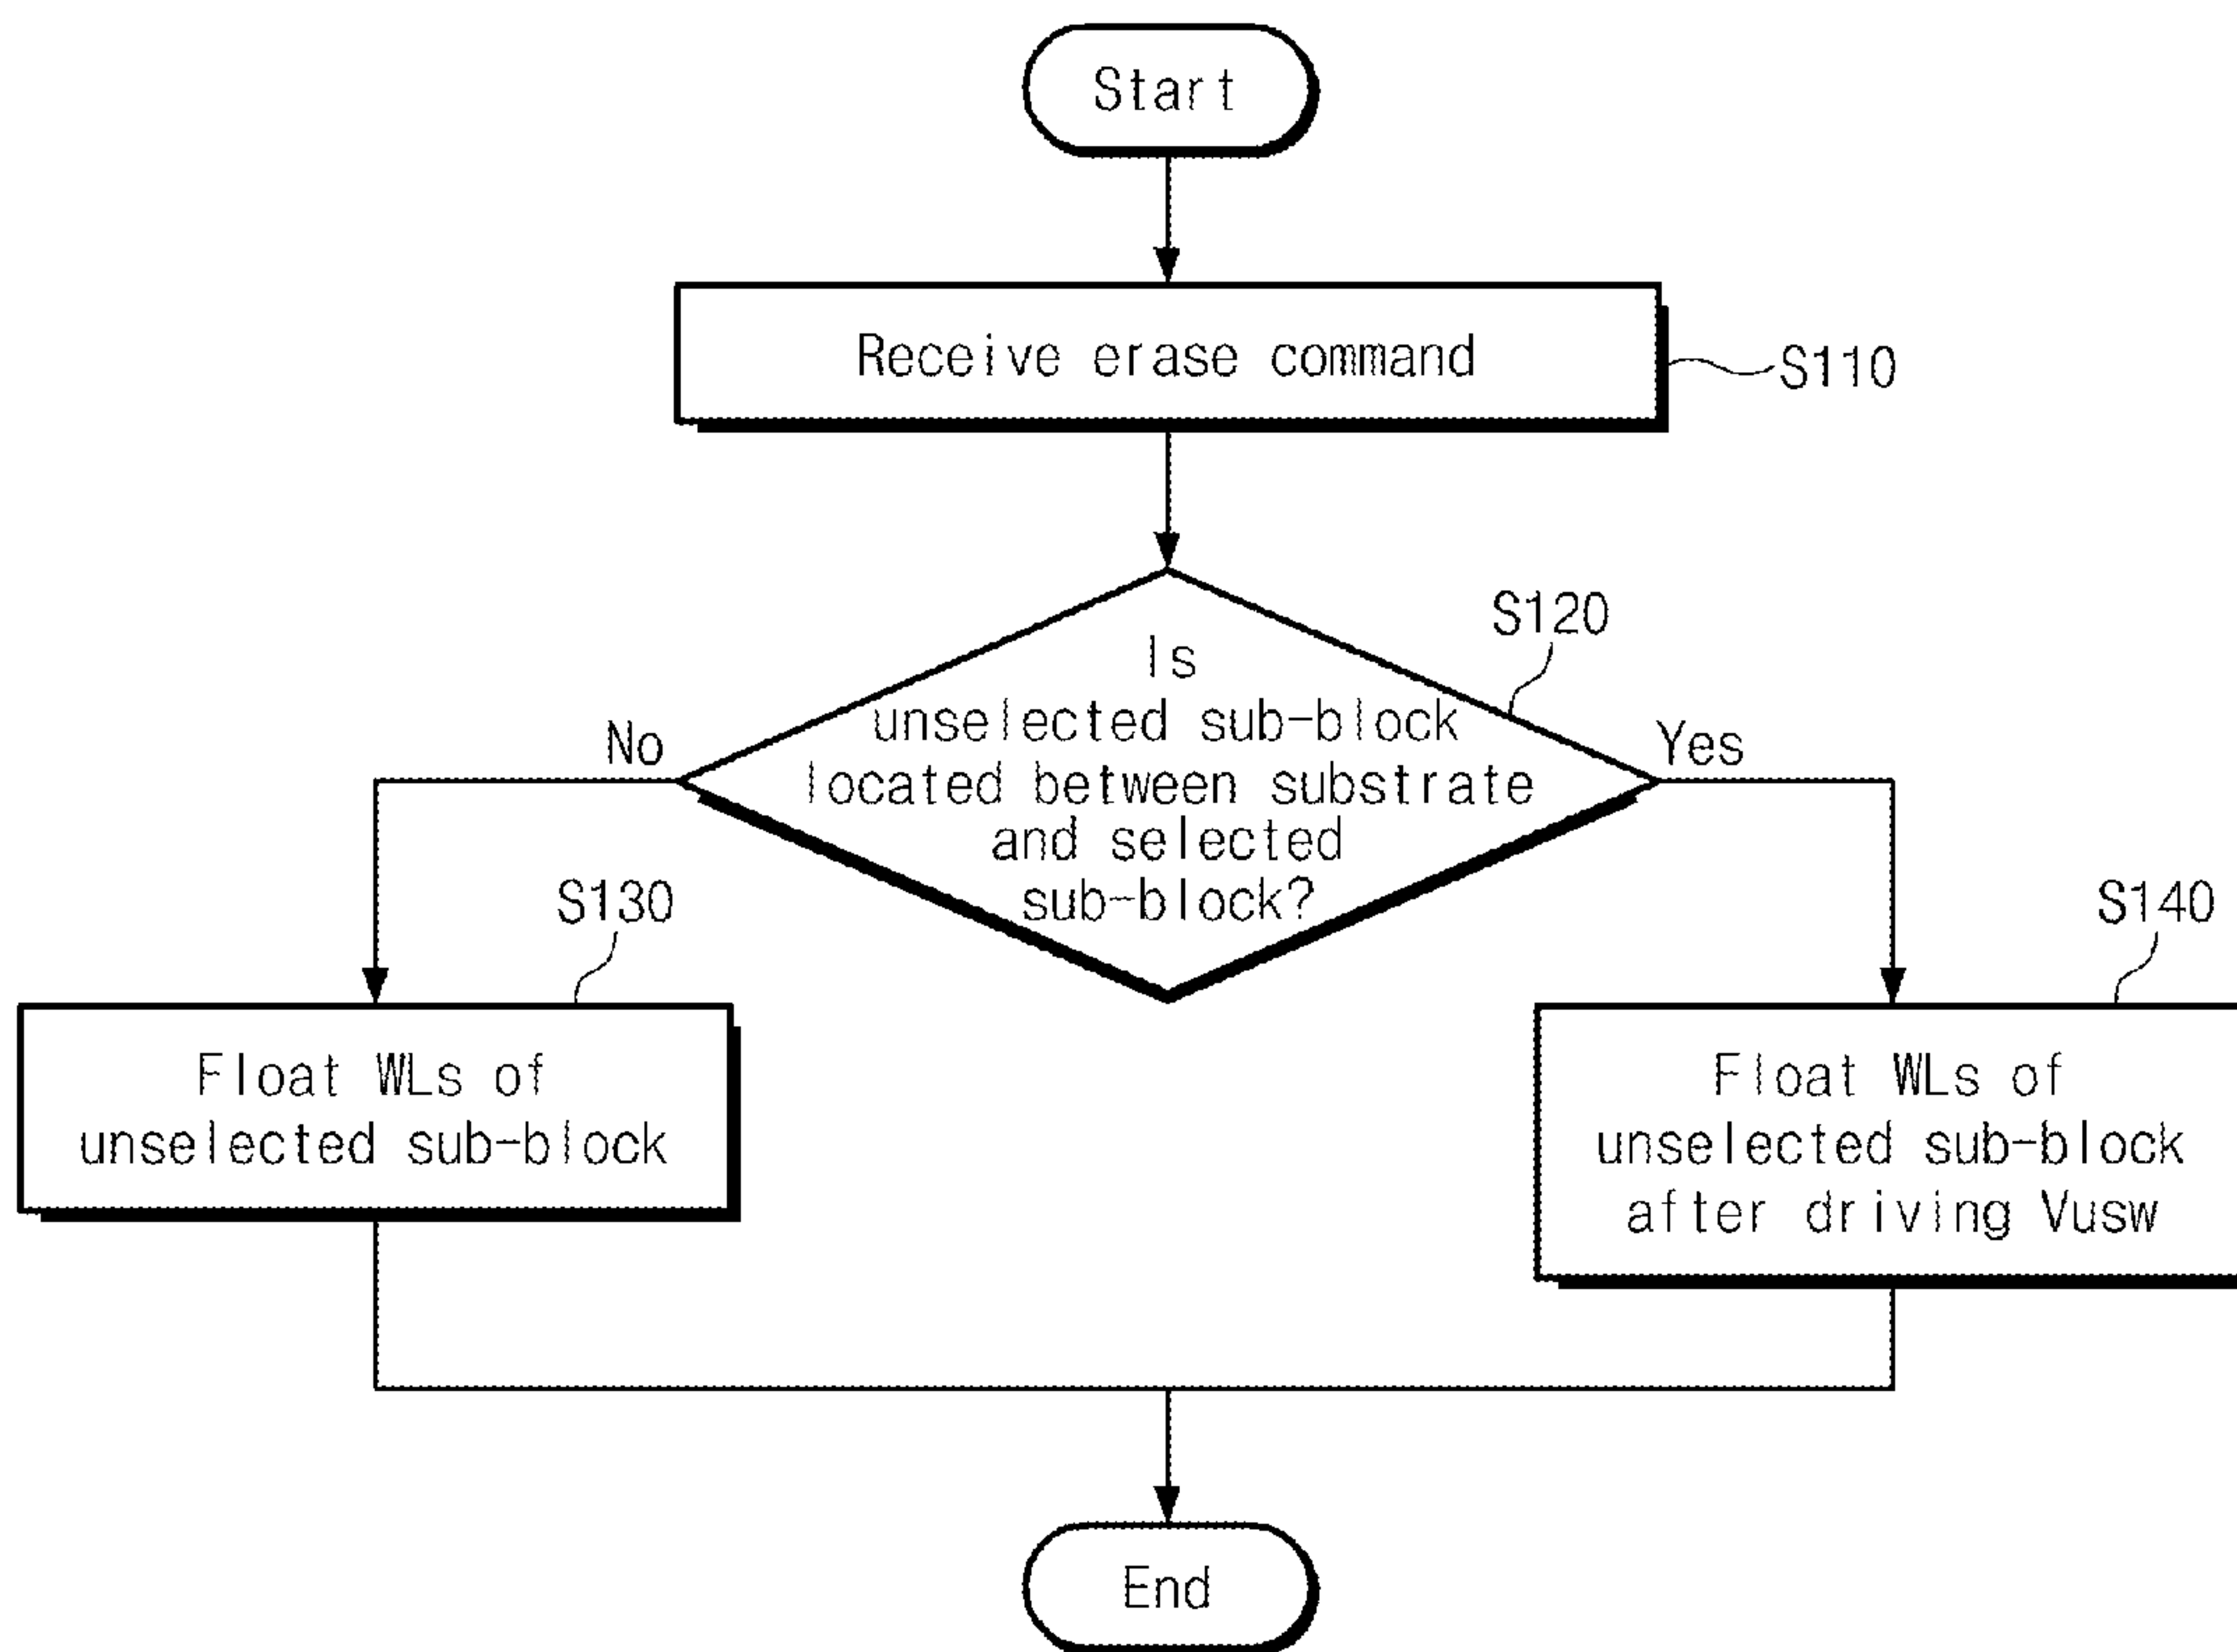 Start
Receive erase command
S110
S120
Is
unselected sub-block
located between substrate
and selected
sub-block?
No
Yes
S130
S140
Float WLs of
unselected sub-block
Float WLs of
unselected sub-block
after driving Vusw
End